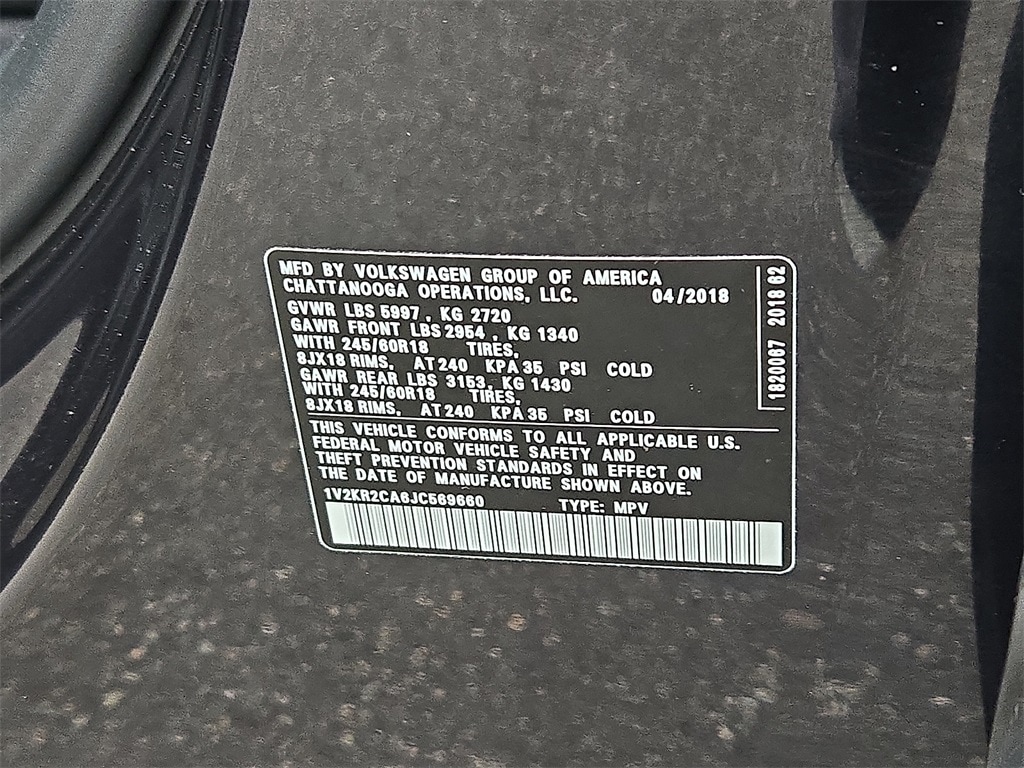 MFD BY VOLKSWAGEN GROUP OF AMERICA
CHATTANOOGA OPERATIONS, LLC. 04/2018
GVWR LBS 5997, KG 2720
GAWR FRONT LBS 2954, KG 1340
WITH 245/60R18 TIRES,
8JX18 RIMS, AT 240 KPA 35 PSI COLD
GAWR REAR LBS 3153, KG 1430
WITH 245/60R18 TIRES,
8JX18 RIMS, AT 240 KPA 35 PSI COLD
THIS VEHICLE CONFORMS TO ALL APPLICABLE U.S.
FEDERAL MOTOR VEHICLE SAFETY AND
THEFT PREVENTION STANDARDS IN EFFECT ON
THE DATE OF MANUFACTURE SHOWN ABOVE.
1V2KR2CA6JC569660 TYPE: MPV
1820067 2018 62